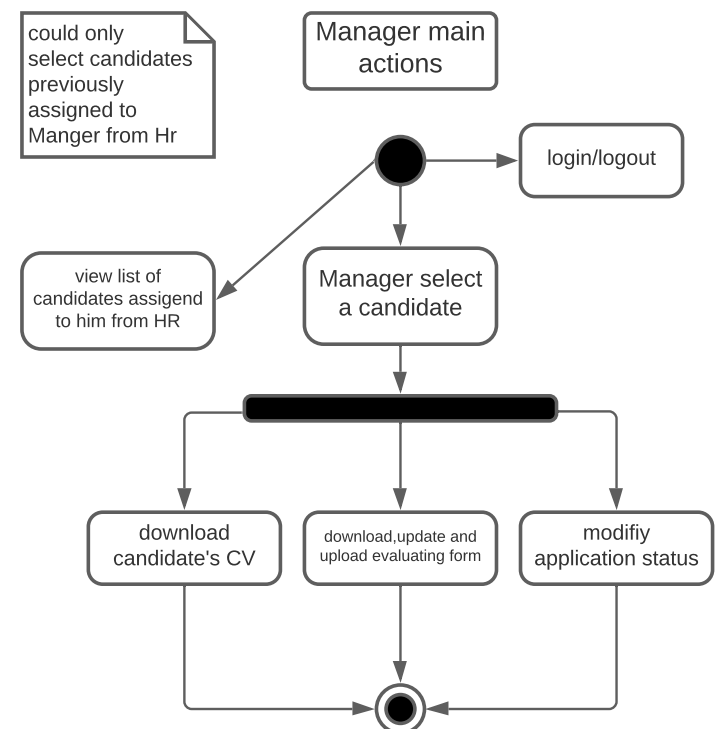 could only
select candidates
previously
assigned to
Manger from Hr
Manager main
actions
login/logout
view list of
candidates assigend
to him from HR
Manager select
a candidate
download
candidate's CV
download,update and
upload evaluating form
modifiy
application status